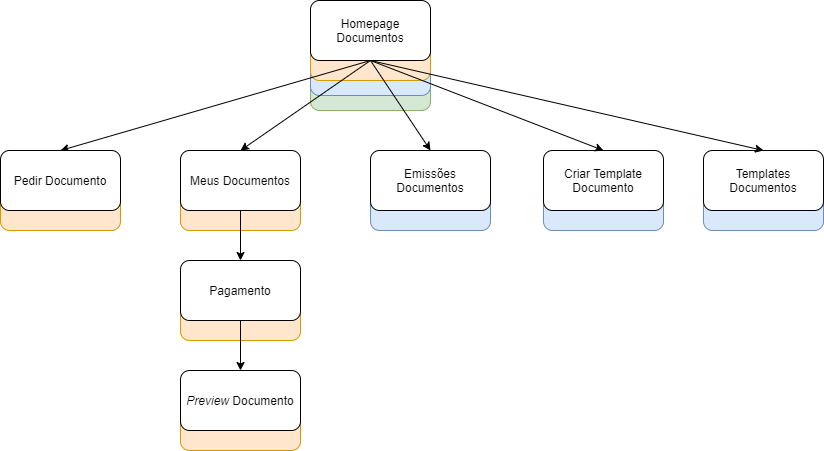 Homepage
Documentos
Pedir Documento
Meus Documentos
Emissões
Documentos
Criar Template
Documento
Templates
Documentos
Pagamento
Preview Documento